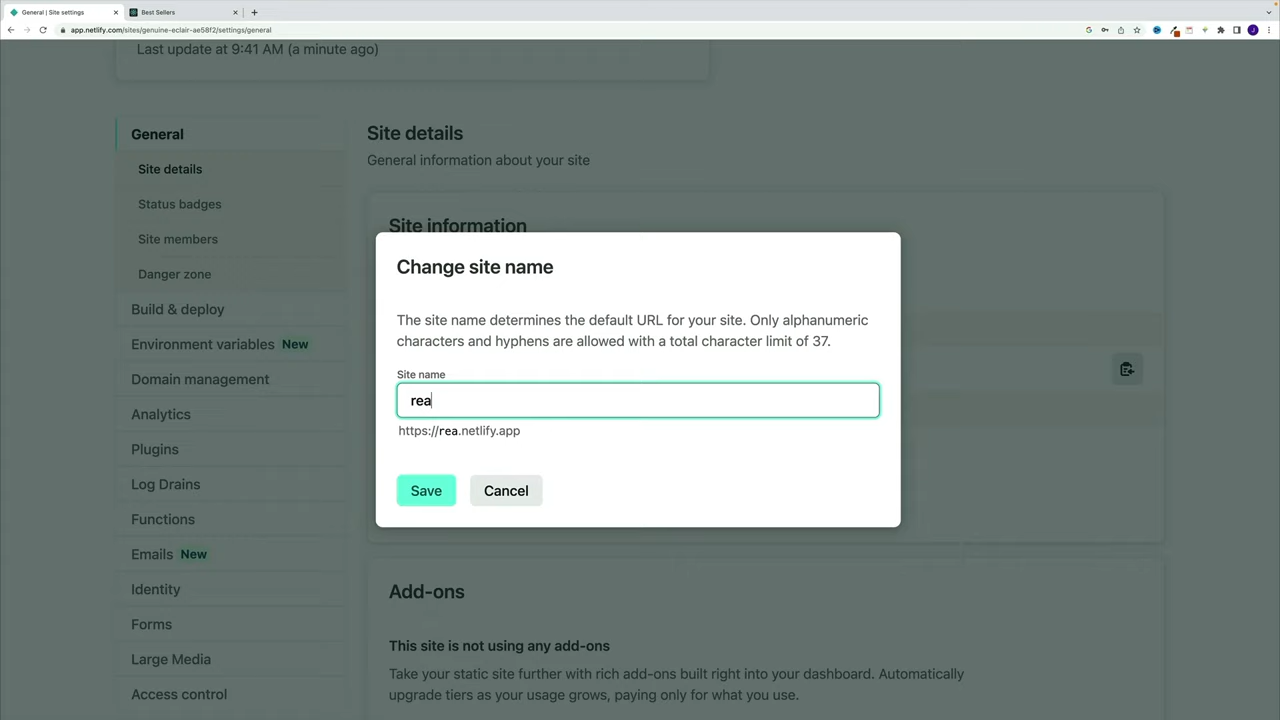 General | Site settings
Best Sellers
app.netlify.com/sites/genuine-eclair-ae58f2/settings/general
Last update at 9:41 AM (a minute ago)
General
Site details
Status badges
Site members
Danger zone
Build & deploy
Environment variables New
Domain management
Analytics
Plugins
Log Drains
Functions
Emails New
Identity
Forms
Large Media
Access control
Site details
General information about your site
Site information
Change site name
The site name determines the default URL for your site. Only alphanumeric
characters and hyphens are allowed with a total character limit of 37.
Site name
rea
https://rea.netlify.app
Save Cancel
Add-ons
This site is not using any add-ons
Take your static site further with rich add-ons built right into your dashboard. Automatically
upgrade tiers as your usage grows, paying only for what you use.